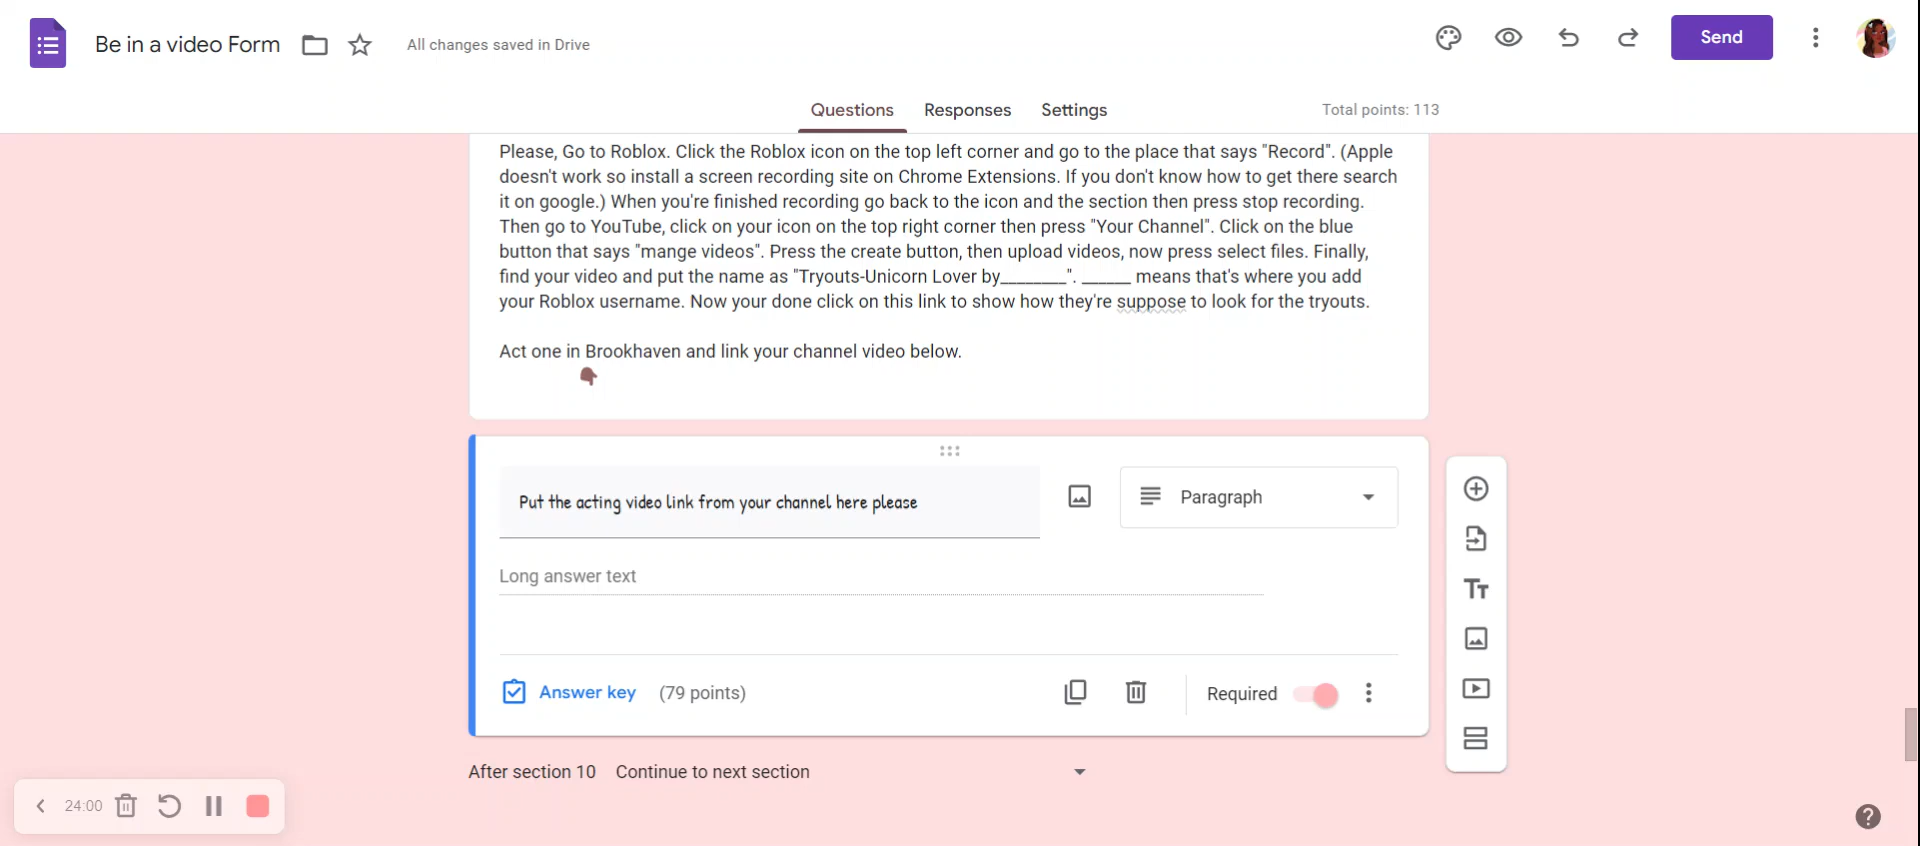 Be in a video Form
All changes saved in Drive
Send
Questions
Responses
Settings
Total points: 113
Please, Go to Roblox. Click the Roblox icon on the top left corner and go to the place that says "Record". (Apple
doesn't work so install a screen recording site on Chrome Extensions. If you don't know how to get there search
it on google.) When you're finished recording go back to the icon and the section then press stop recording.
Then go to YouTube, click on your icon on the top right corner then press "Your Channel". Click on the blue
button that says "mange videos". Press the create button, then upload videos, now press select files. Finally,
find your video and put the name as "Tryouts-Unicorn Lover by________". ______ means that's where you add
your Roblox username. Now your done click on this link to show how they're suppose to look for the tryouts.
Act one in Brookhaven and link your channel video below.
Put the acting video link from your channel here please
Paragraph
Long answer text
Answer key
(79 points)
Required
After section 10 Continue to next section
24:00